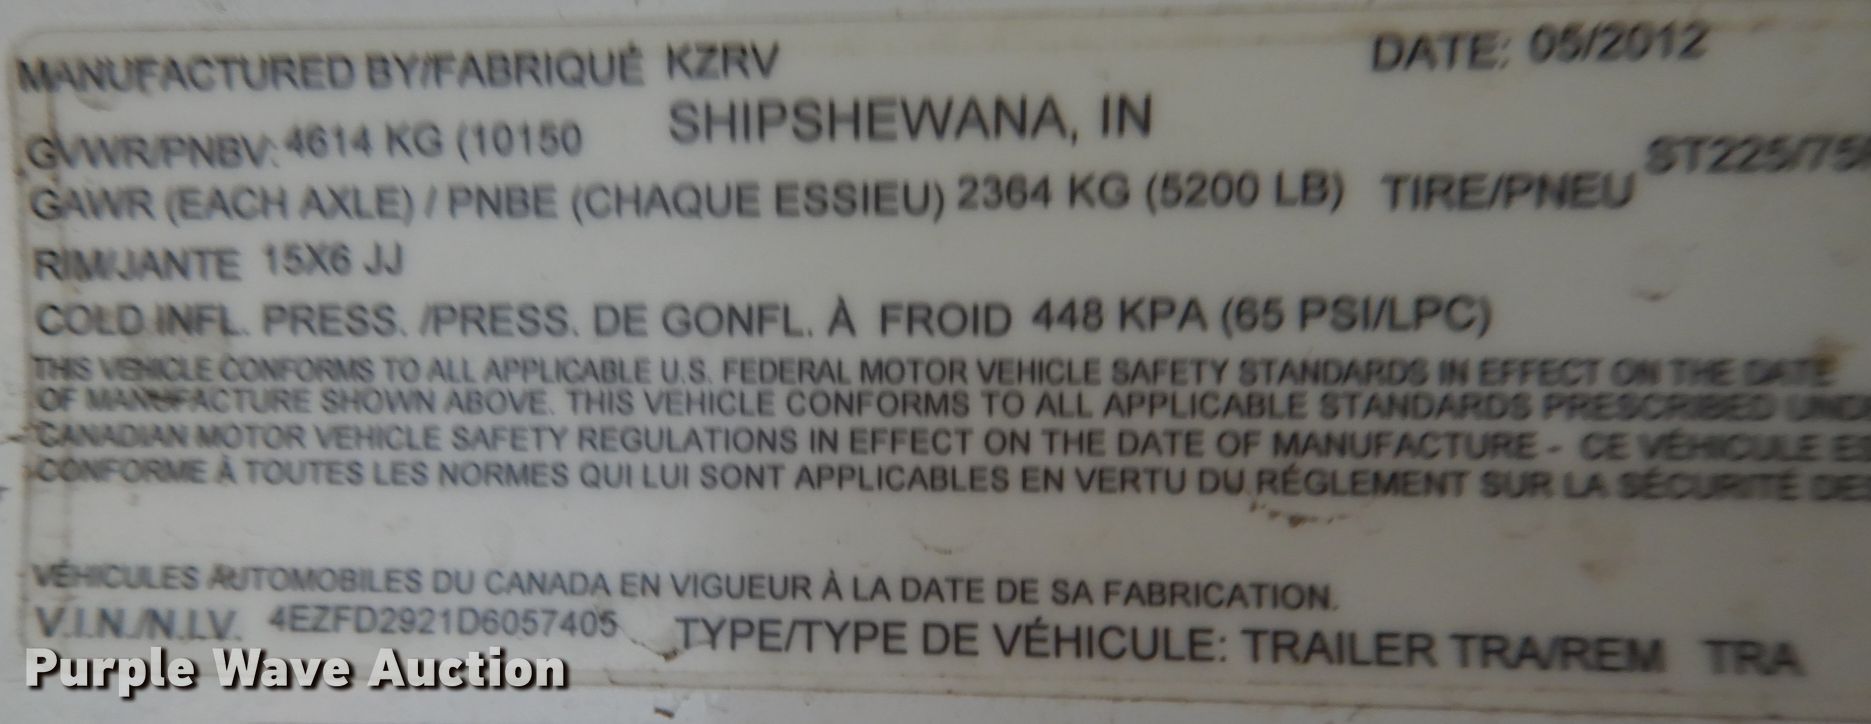 MANUFACTURED BY/FABRIQUÉ KZRV DATE: 05/2012
SHIPSHEWANA, IN
GVWR/PNBV: 4614 KG (10150
ST225/75
GAWR (EACH AXLE) / PNBE (CHAQUE ESSIEU) 2364 KG (5200 LB) TIRE/PNEU
RIM/JANTE 15X6 JJ
COLD INFL. PRESS. /PRESS. DE GONFL. À FROID 448 KPA (65 PSI/LPC)
THIS VEHICLE CONFORMS TO ALL APPLICABLE U.S. FEDERAL MOTOR VEHICLE SAFETY STANDARDS IN EFFECT ON THE DATE
OF MANUFACTURE SHOWN ABOVE. THIS VEHICLE CONFORMS TO ALL APPLICABLE STANDARDS PRESCRIBED
CANADIAN MOTOR VEHICLE SAFETY REGULATIONS IN EFFECT ON THE DATE OF MANUFACTURE - CE VÉHICULE
CONFORME À TOUTES LES NORMES QUI LUI SONT APPLICABLES EN VERTU DU RÉGLEMENT SUR LA SÉCURITÉ
VÉHICULES AUTOMOBILES DU CANADA EN VIGUEUR À LA DATE DE SA FABRICATION.
V.I.N./N.I.V. 4EZFD2921D6057405 TYPE/TYPE DE VÉHICULE: TRAILER TRA/REM TRA
Purple Wave Auction